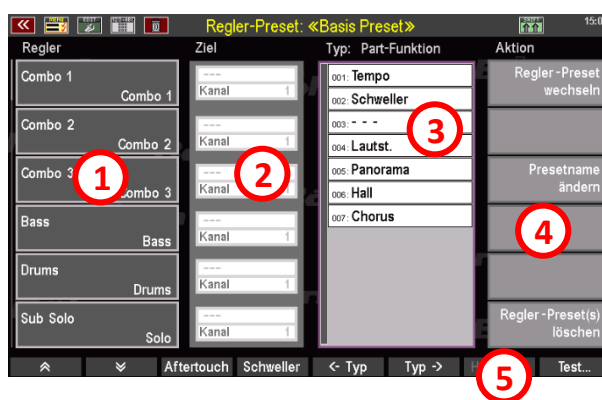 Regler-Preset: «Basis Preset»
15:0
Regler
Ziel
Typ: Part-Funktion
Aktion
Combo 1
Combo 1
Combo 2
Combo 2
Combo 3
Combo 3
Bass
Bass
Drums
Drums
Sub Solo
Solo
---
Kanal 1
---
Kanal 1
---
Kanal
---
Kanal 1
---
Kanal 1
---
Kanal 1
001: Tempo
002: Schweller
003: - - -
004: Lautst.
005: Panorama
006: Hall
007: Chorus
Regler-Preset
wechseln
Presetname
ändern
Regler-Preset(s)
löschen
1
2
3
4
5
Aftertouch Schweller <- Typ Typ -> Test...